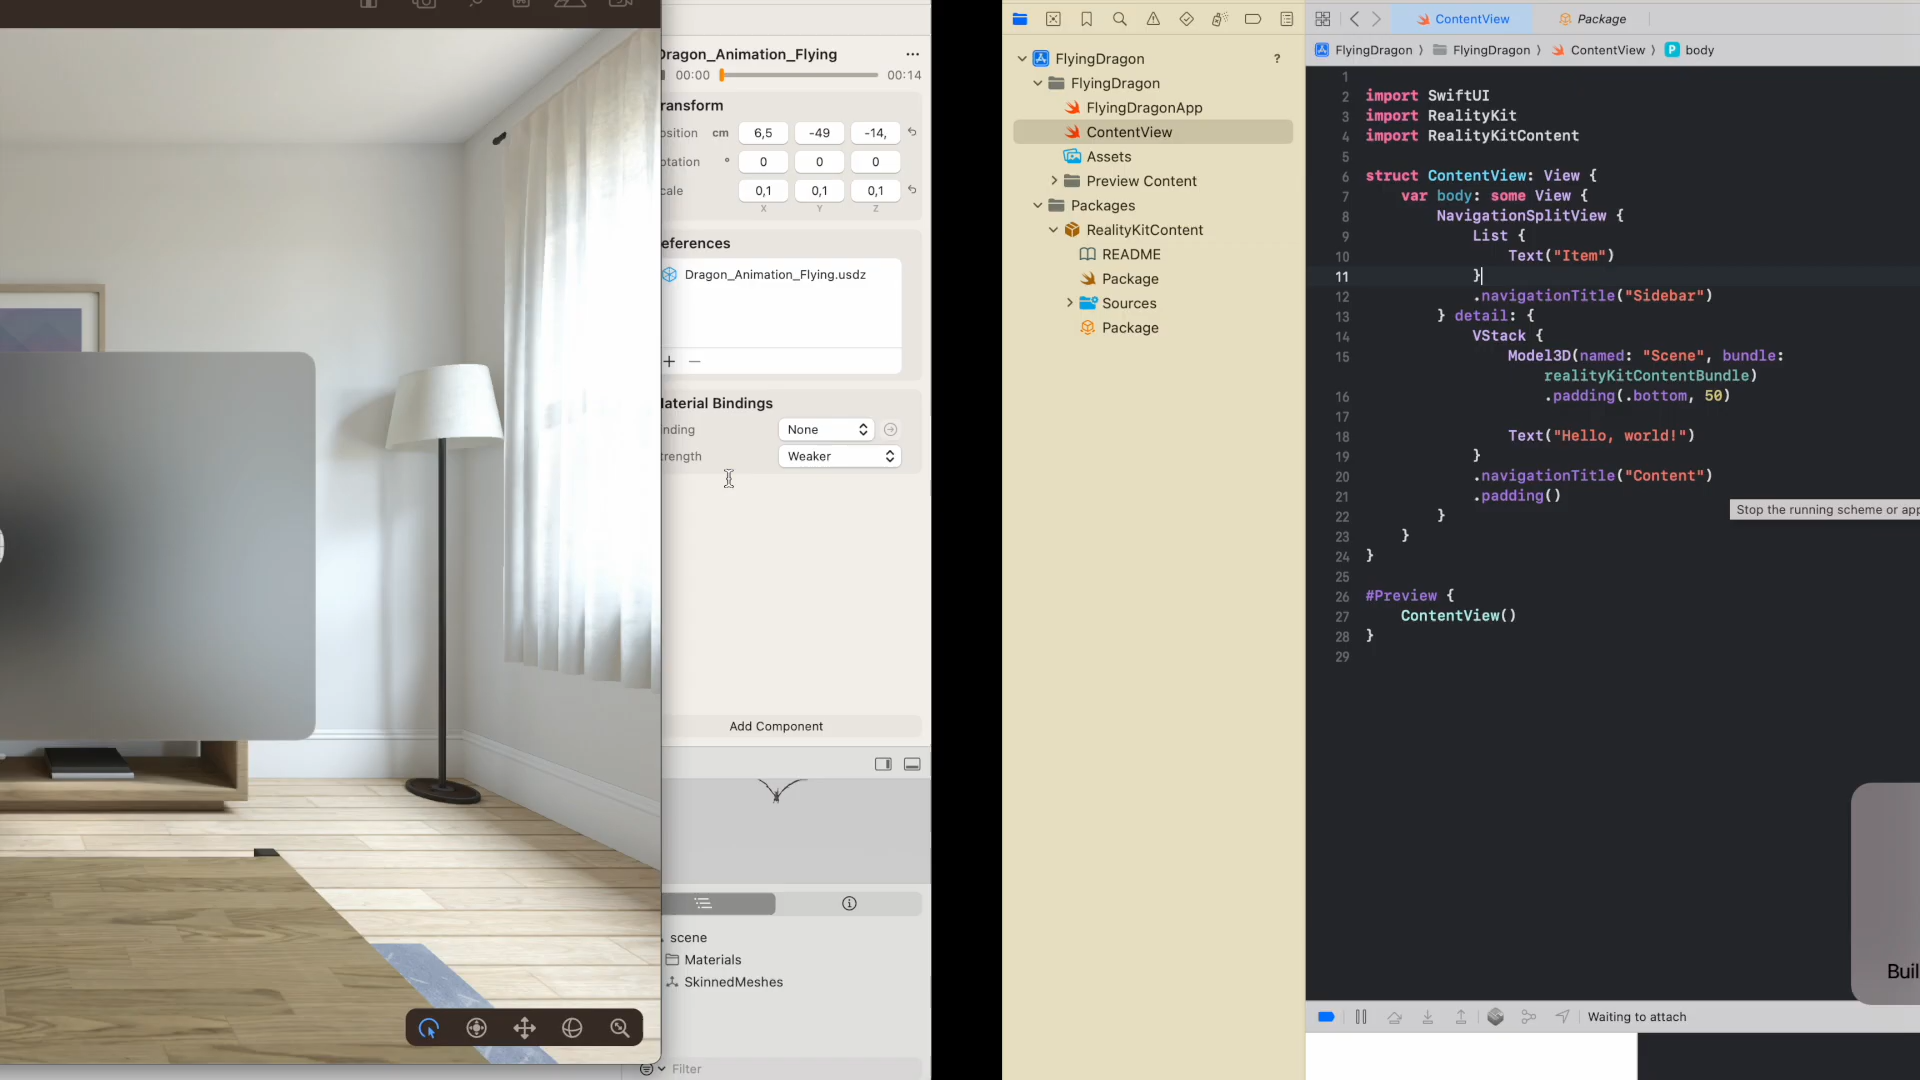 Dragon_Animation_Flying
00:00
00:14
ransform
osition cm 6,5 -49 -14,
otation ° 0 0 0
cale 0,1 0,1 0,1
X Y Z
eferences
Dragon_Animation_Flying.usdz
+ −
aterial Bindings
nding None
trength Weaker
Add Component
scene
Materials
SkinnedMeshes
Filter
FlyingDragon ?
FlyingDragon
FlyingDragonApp
ContentView
Assets
Preview Content
Packages
RealityKitContent
README
Package
Sources
Package
ContentView
Package
FlyingDragon 〉 FlyingDragon 〉 ContentView 〉 P body
1
2 import SwiftUI
3 import RealityKit
4 import RealityKitContent
5
6 struct ContentView: View {
7 var body: some View {
8 NavigationSplitView {
9 List {
10 Text("Item")
11 }
12 .navigationTitle("Sidebar")
13 } detail: {
14 VStack {
15 Model3D(named: "Scene", bundle:
realityKitContentBundle)
16 .padding(.bottom, 50)
17
18 Text("Hello, world!")
19 }
20 .navigationTitle("Content")
21 .padding()
22 }
23 }
24 }
25
26 #Preview {
27 ContentView()
28 }
29
Stop the running scheme or app
Buil
Waiting to attach